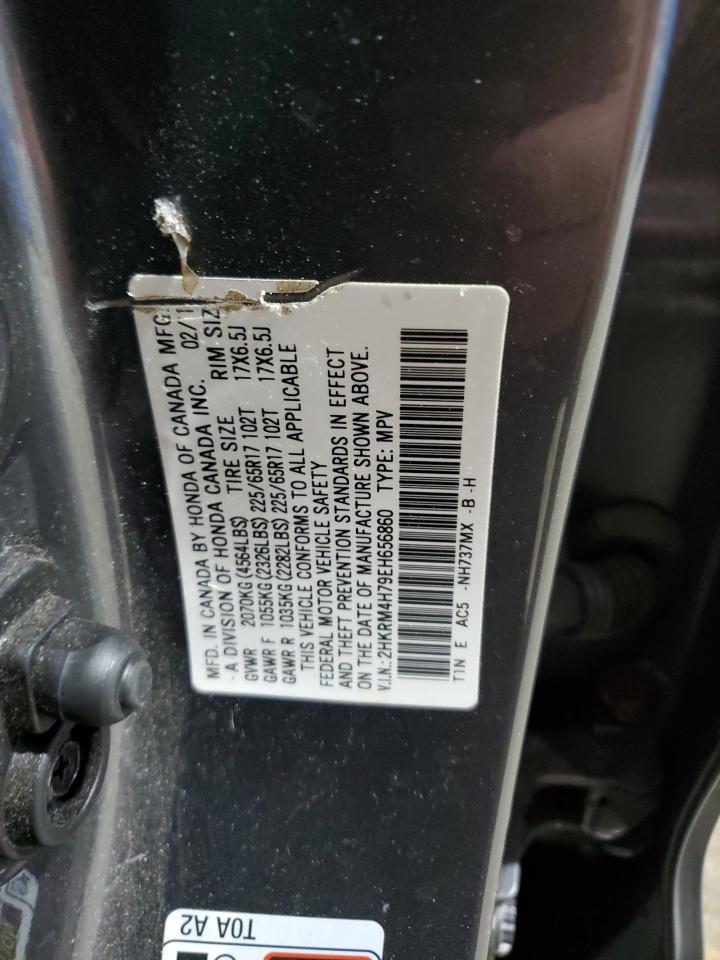 MFD. IN CANADA BY HONDA OF CANADA MFG.
- A DIVISION OF HONDA CANADA INC. 02/1
GVWR 2070KG (4564LBS) TIRE SIZE RIM SIZ
GAWR F 1055KG (2326LBS) 225/65R17 102T 17X6.5J
GAWR R 1035KG (2282LBS) 225/65R17 102T 17X6.5J
THIS VEHICLE CONFORMS TO ALL APPLICABLE
FEDERAL MOTOR VEHICLE SAFETY
AND THEFT PREVENTION STANDARDS IN EFFECT
ON THE DATE OF MANUFACTURE SHOWN ABOVE.
V.I.N.: 2HKRM4H79EH656860 TYPE: MPV
T1N E AC5 -NH737MX -B -H
T0A A2